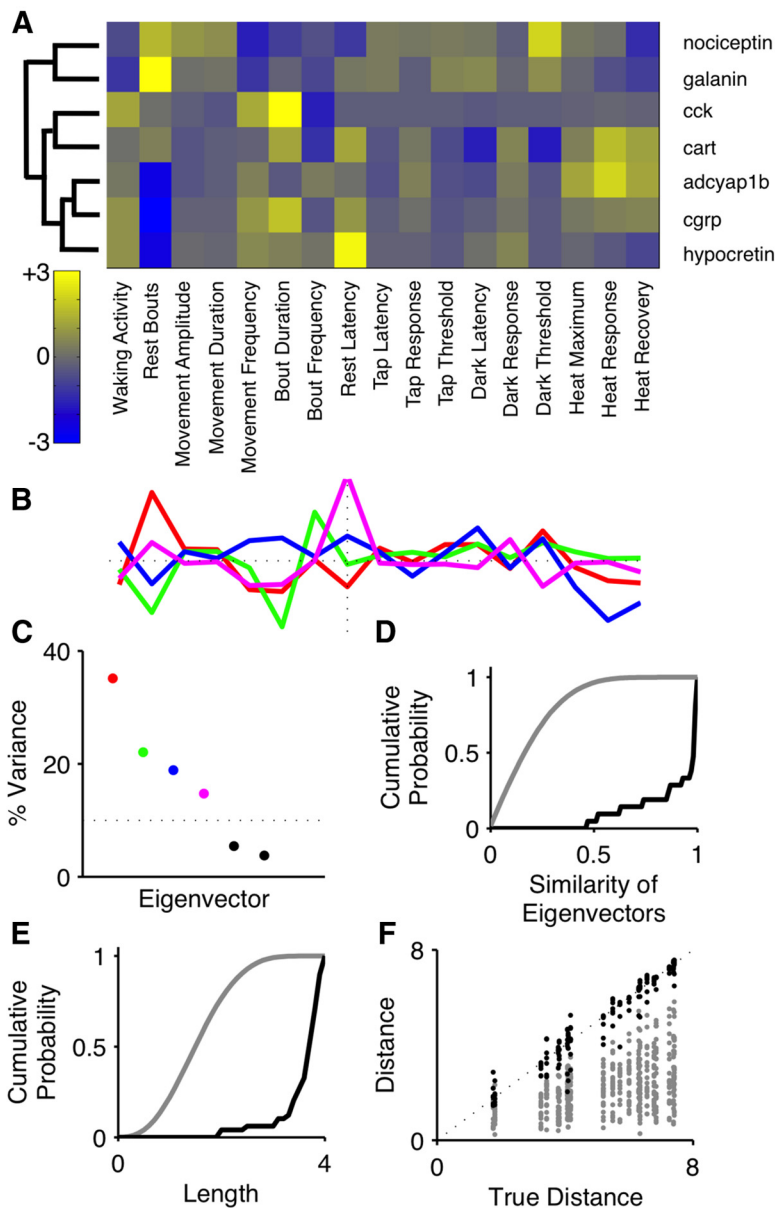 A
nociceptin
galanin
cck
cart
adcyap1b
cgrp
hypocretin
+3
0
-3
Waking Activity
Rest Bouts
Movement Amplitude
Movement Duration
Movement Frequency
Bout Duration
Bout Frequency
Rest Latency
Tap Latency
Tap Response
Tap Threshold
Dark Latency
Dark Response
Dark Threshold
Heat Maximum
Heat Response
Heat Recovery
B
C
40
20
0
% Variance
Eigenvector
D
1
0.5
0
Cumulative
Probability
0
0.5
1
Similarity of
Eigenvectors
E
1
0.5
0
Cumulative
Probability
0
4
Length
F
8
0
Distance
0
8
True Distance